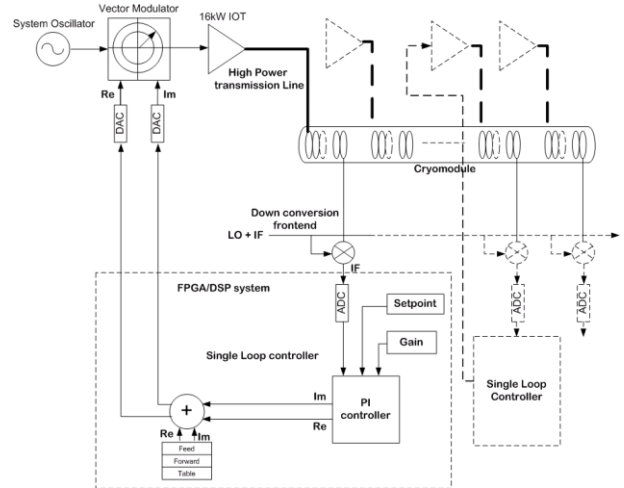 System Oscillator
Vector Modulator
16kW IOT
High Power
transmission Line
Re
Im
DAC
DAC
Cryomodule
Down conversion
frontend
LO + IF
IF
FPGA/DSP system
ADC
Setpoint
Gain
Single Loop controller
PI
controller
Im
Re
+
Re
Im
Feed
Forward
Table
ADC
ADC
Single Loop
Controller